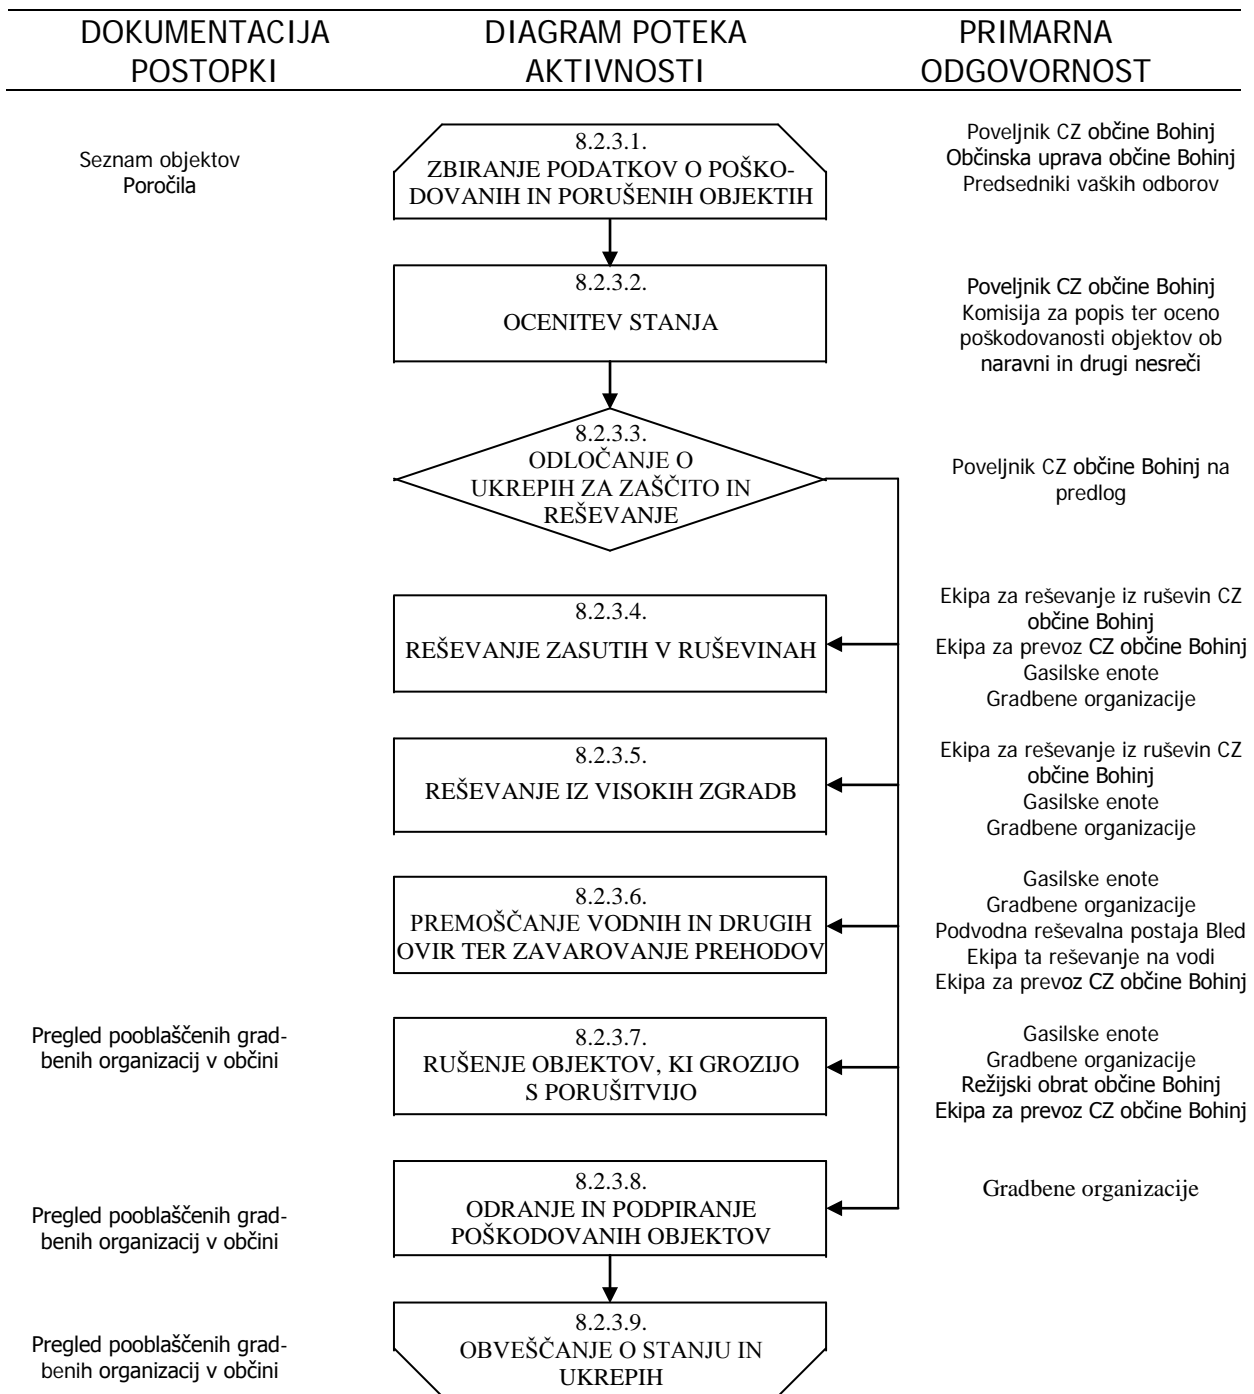 DOKUMENTACIJA
POSTOPKI
DIAGRAM POTEKA
AKTIVNOSTI
PRIMARNA
ODGOVORNOST
Seznam objektov
Poročila
8.2.3.1.
ZBIRANJE PODATKOV O POŠKO-
DOVANIH IN PORUŠENIH OBJEKTIH
Poveljnik CZ občine Bohinj
Občinska uprava občine Bohinj
Predsedniki vaških odborov
8.2.3.2.
OCENITEV STANJA
Poveljnik CZ občine Bohinj
Komisija za popis ter oceno
poškodovanosti objektov ob
naravni in drugi nesreči
8.2.3.3.
ODLOČANJE O
UKREPIH ZA ZAŠČITO IN
REŠEVANJE
Poveljnik CZ občine Bohinj na
predlog
8.2.3.4.
REŠEVANJE ZASUTIH V RUŠEVINAH
Ekipa za reševanje iz ruševin CZ
občine Bohinj
Ekipa za prevoz CZ občine Bohinj
Gasilske enote
Gradbene organizacije
8.2.3.5.
REŠEVANJE IZ VISOKIH ZGRADB
Ekipa za reševanje iz ruševin CZ
občine Bohinj
Gasilske enote
Gradbene organizacije
8.2.3.6.
PREMOŠČANJE VODNIH IN DRUGIH
OVIR TER ZAVAROVANJE PREHODOV
Gasilske enote
Gradbene organizacije
Podvodna reševalna postaja Bled
Ekipa ta reševanje na vodi
Ekipa za prevoz CZ občine Bohinj
Pregled pooblaščenih grad-
benih organizacij v občini
8.2.3.7.
RUŠENJE OBJEKTOV, KI GROZIJO
S PORUŠITVIJO
Gasilske enote
Gradbene organizacije
Režijski obrat občine Bohinj
Ekipa za prevoz CZ občine Bohinj
Pregled pooblaščenih grad-
benih organizacij v občini
8.2.3.8.
ODRANJE IN PODPIRANJE
POŠKODOVANIH OBJEKTOV
Gradbene organizacije
Pregled pooblaščenih grad-
benih organizacij v občini
8.2.3.9.
OBVEŠČANJE O STANJU IN
UKREPIH